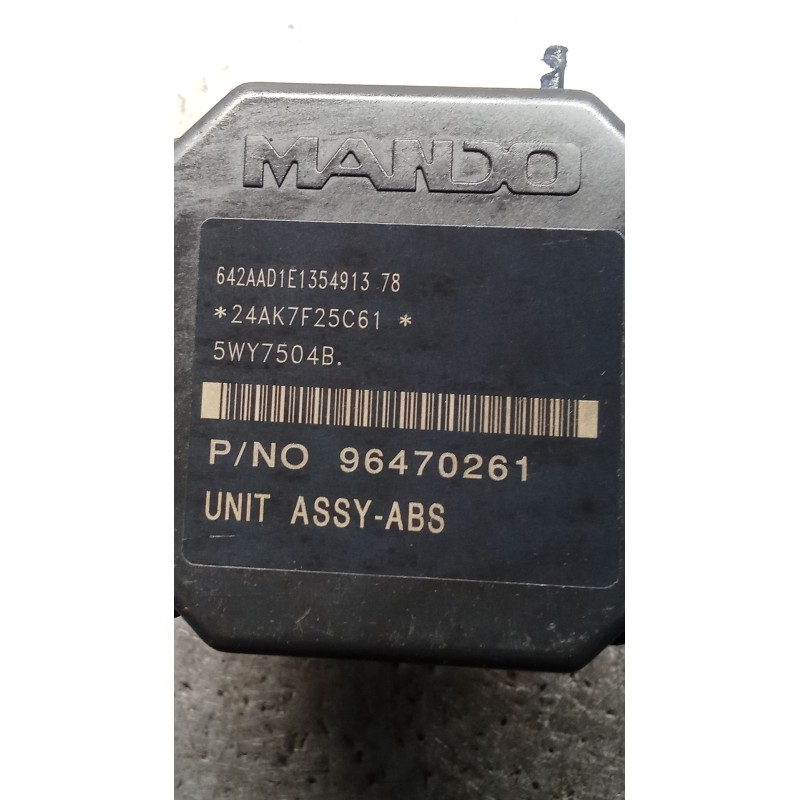 MANDO
642AAD1E1354913 78
*24AK7F25C61 *
5WY7504B.
P/NO 96470261
UNIT ASSY-ABS